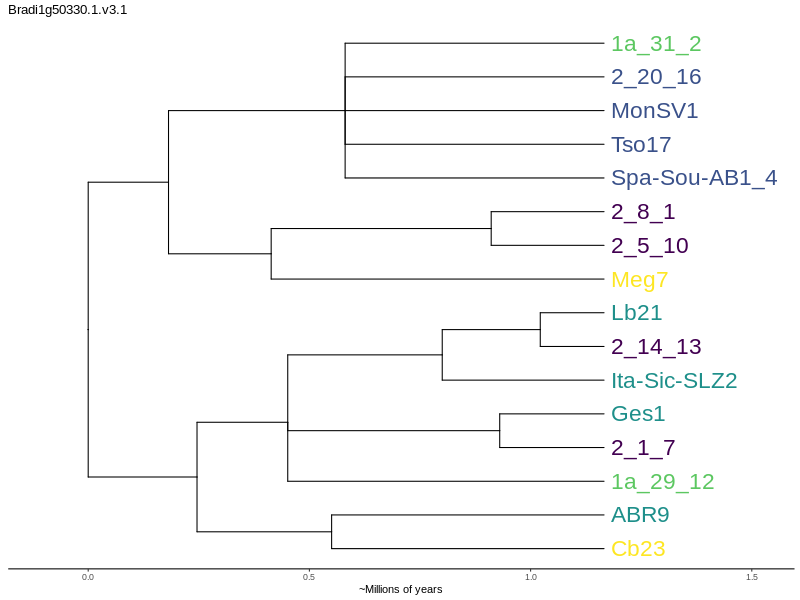 Bradi1g50330.1.v3.1
1a_31_2
2_20_16
MonSV1
Tso17
Spa-Sou-AB1_4
2_8_1
2_5_10
Meg7
Lb21
2_14_13
Ita-Sic-SLZ2
Ges1
2_1_7
1a_29_12
ABR9
Cb23
0.0 0.5 1.0 1.5
~Millions of years